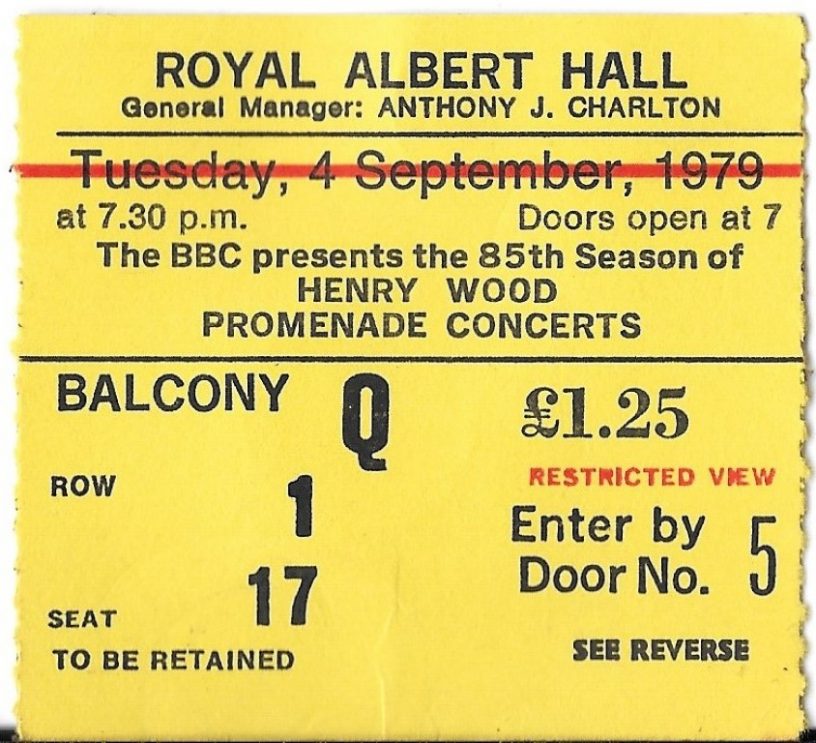 ROYAL ALBERT HALL
General Manager: ANTHONY J. CHARLTON
Tuesday, 4 September, 1979
at 7.30 p.m. Doors open at 7
The BBC presents the 85th Season of
HENRY WOOD
PROMENADE CONCERTS
BALCONY Q £1.25
RESTRICTED VIEW
ROW 1
Enter by
Door No. 5
SEAT 17
TO BE RETAINED
SEE REVERSE